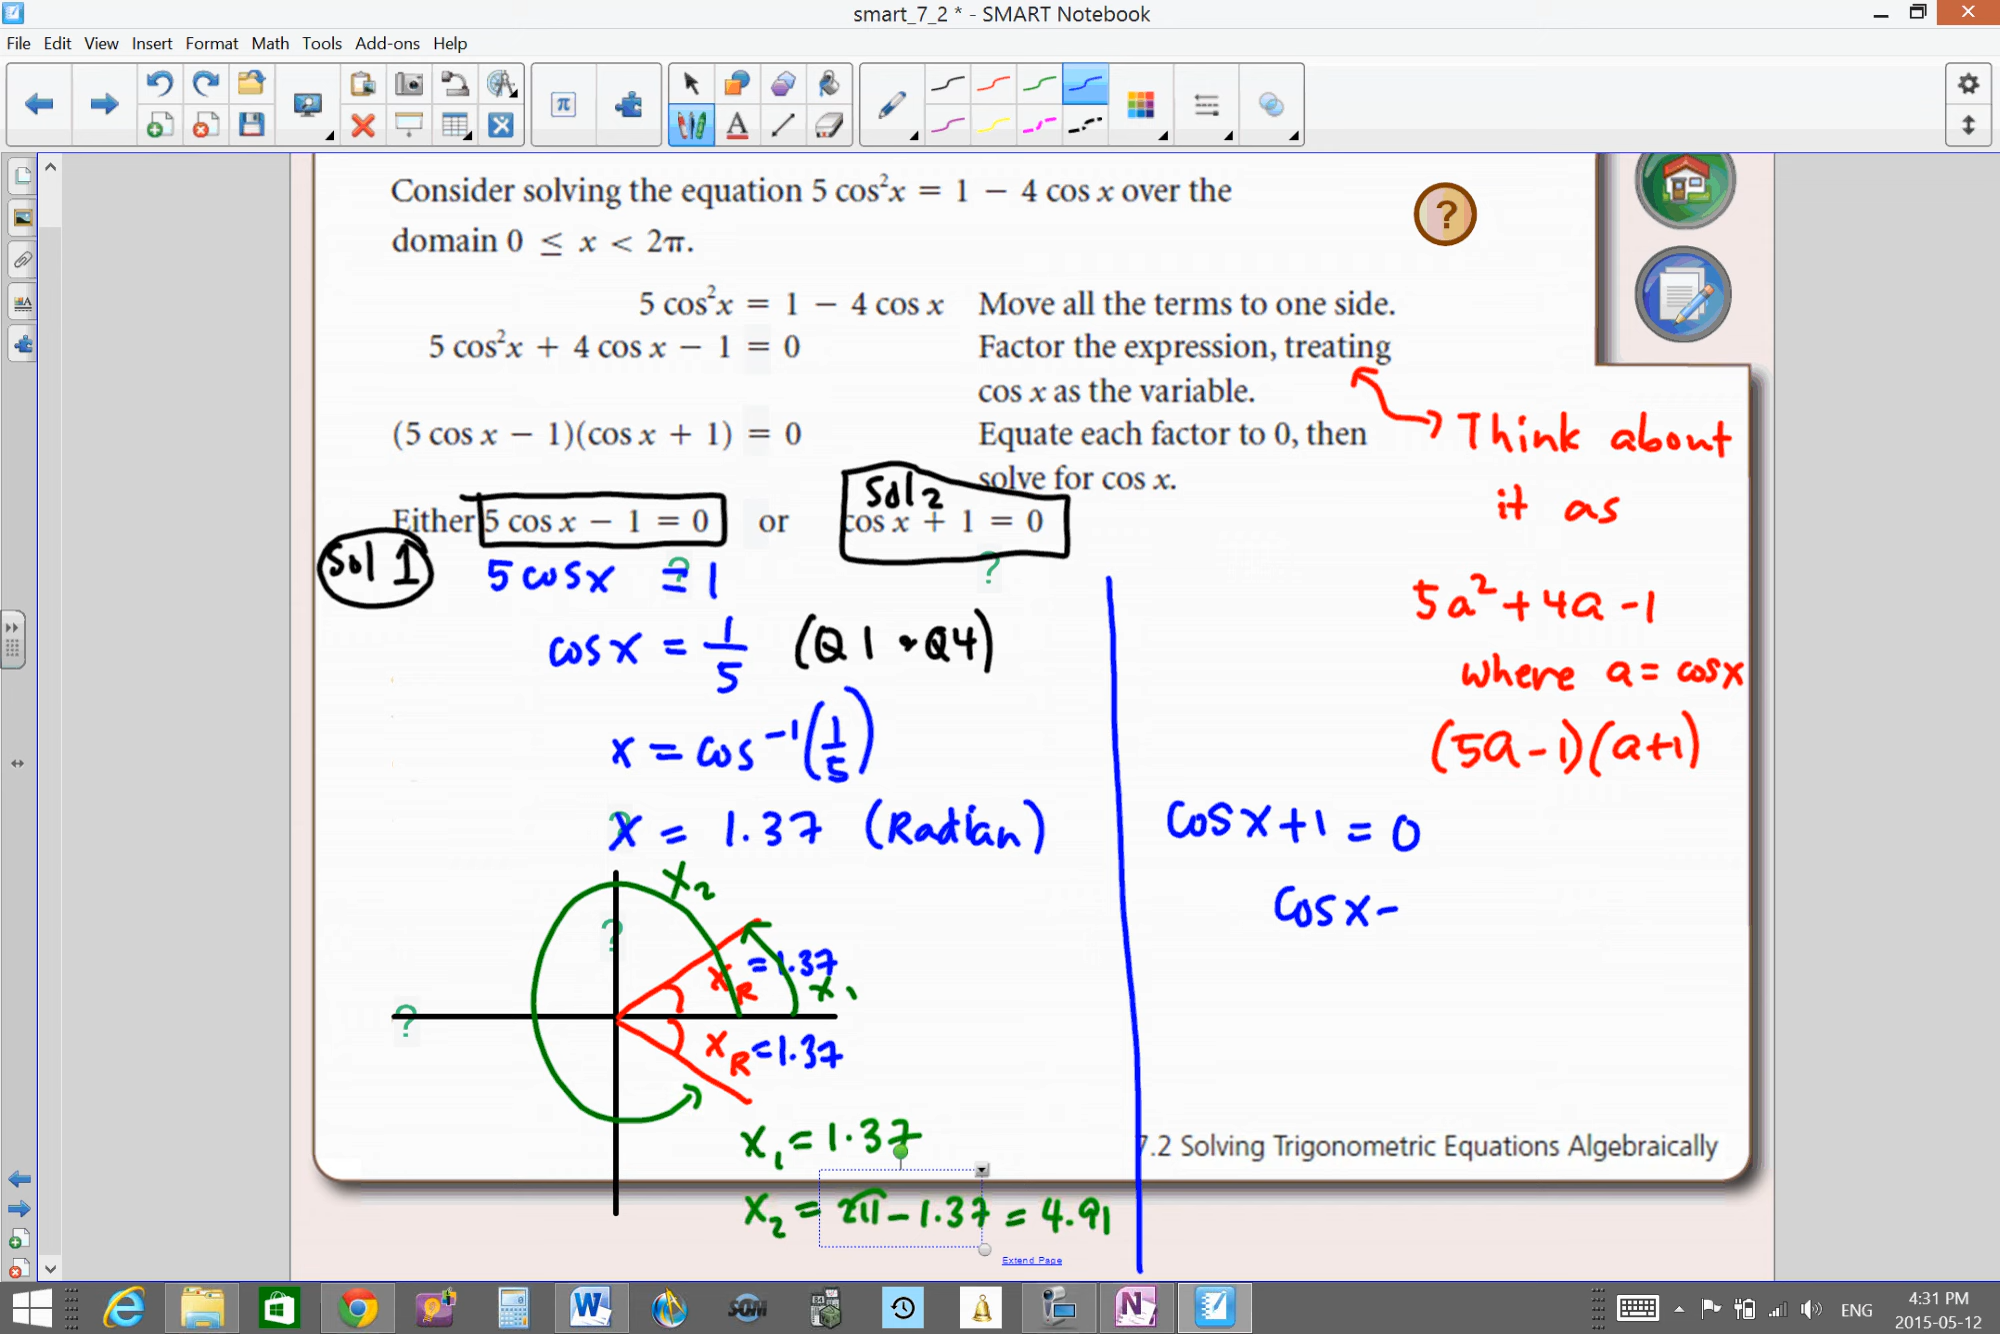 smart_7_2 * - SMART Notebook
File Edit View Insert Format Math Tools Add-ons Help
Consider solving the equation 5 cos²x = 1 − 4 cos x over the
domain 0 ≤ x < 2π.
?
5 cos²x = 1 − 4 cos x Move all the terms to one side.
5 cos²x + 4 cos x − 1 = 0 Factor the expression, treating
cos x as the variable.
(5 cos x − 1)(cos x + 1) = 0 Equate each factor to 0, then
solve for cos x.
Think about
it as
5a² + 4a - 1
where a = cosx
(5a - 1)(a+1)
Sol 2
Either 5 cos x − 1 = 0 or cos x + 1 = 0
Sol 1
? ?
5 cosx = 1
cosx = 1/5 (Q1 & Q4)
x = cos⁻¹(1/5)
?
x = 1.37 (Radian)
x₂
?
x_R = 1.37
x₁
?
x_R = 1.37
x₁ = 1.37
x₂ = 2π - 1.37 = 4.91
cosx+1 = 0
cosx -
7.2 Solving Trigonometric Equations Algebraically
Extend Page
ENG
4:31 PM
2015-05-12